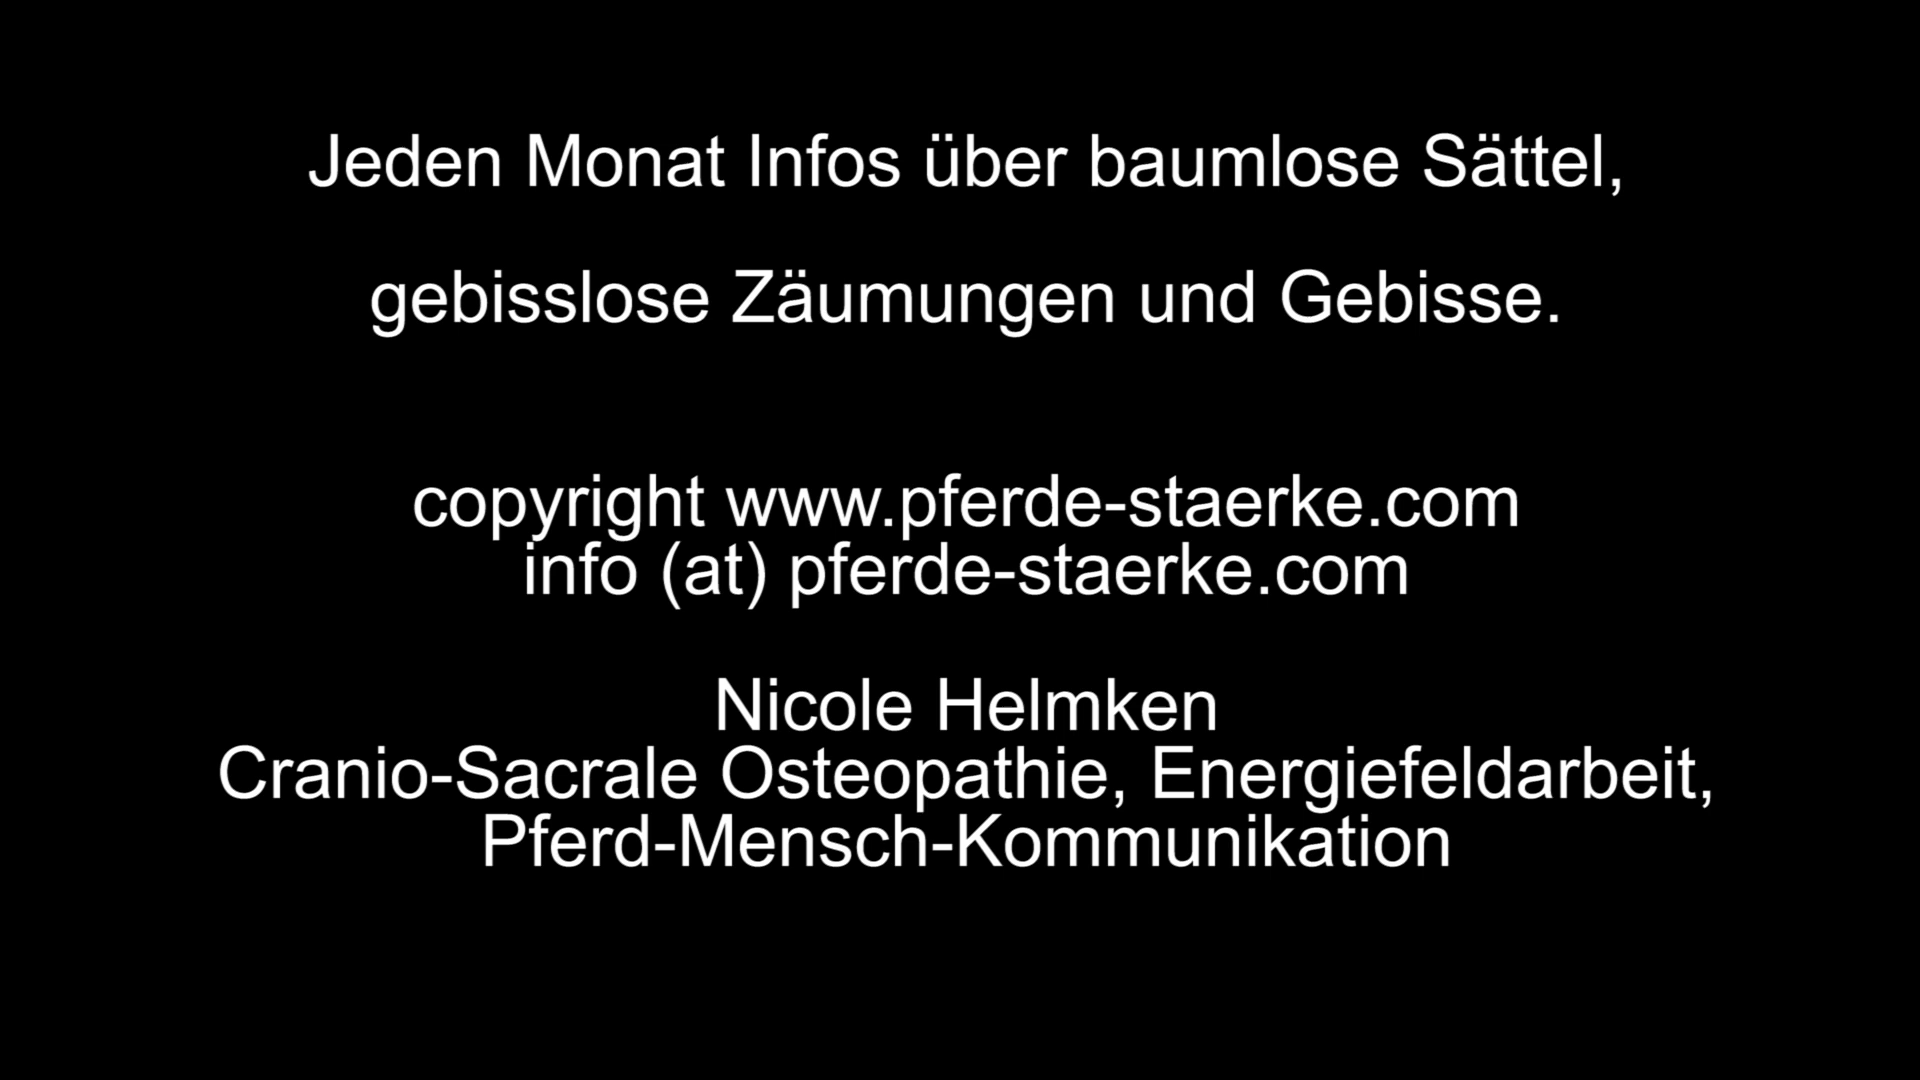 Jeden Monat Infos über baumlose Sättel,
gebisslose Zäumungen und Gebisse.
copyright www.pferde-staerke.com
info (at) pferde-staerke.com
Nicole Helmken
Cranio-Sacrale Osteopathie, Energiefeldarbeit,
Pferd-Mensch-Kommunikation